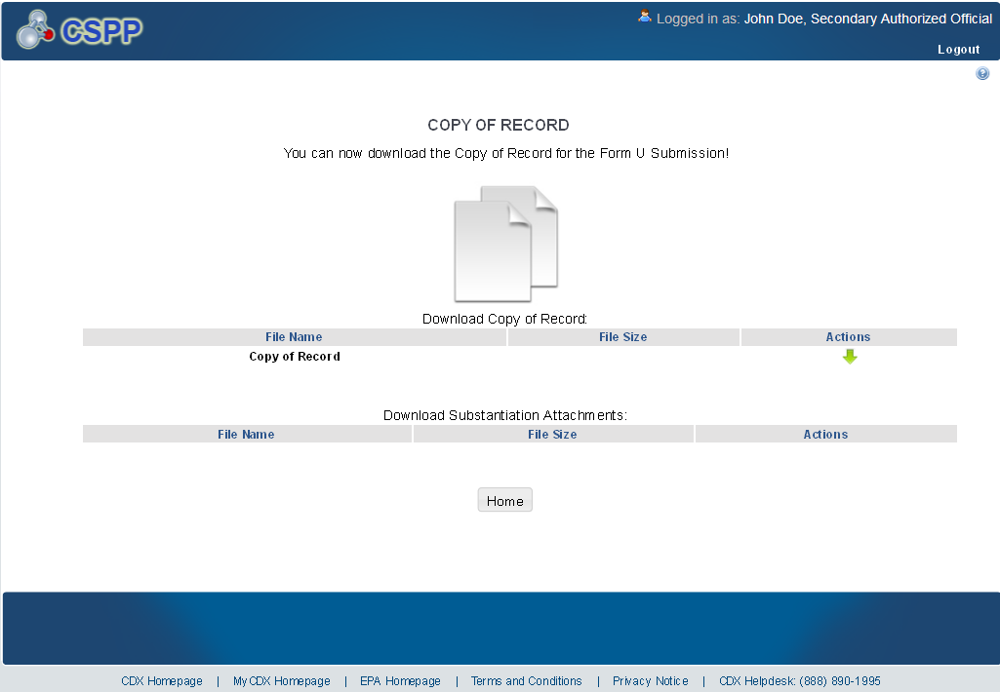 CSPP
Logged in as: John Doe, Secondary Authorized Official
Logout
COPY OF RECORD
You can now download the Copy of Record for the Form U Submission!
Download Copy of Record:
File Name File Size Actions
Copy of Record
Download Substantiation Attachments:
File Name File Size Actions
Home
CDX Homepage | MyCDX Homepage | EPA Homepage | Terms and Conditions | Privacy Notice | CDX Helpdesk: (888) 890-1995